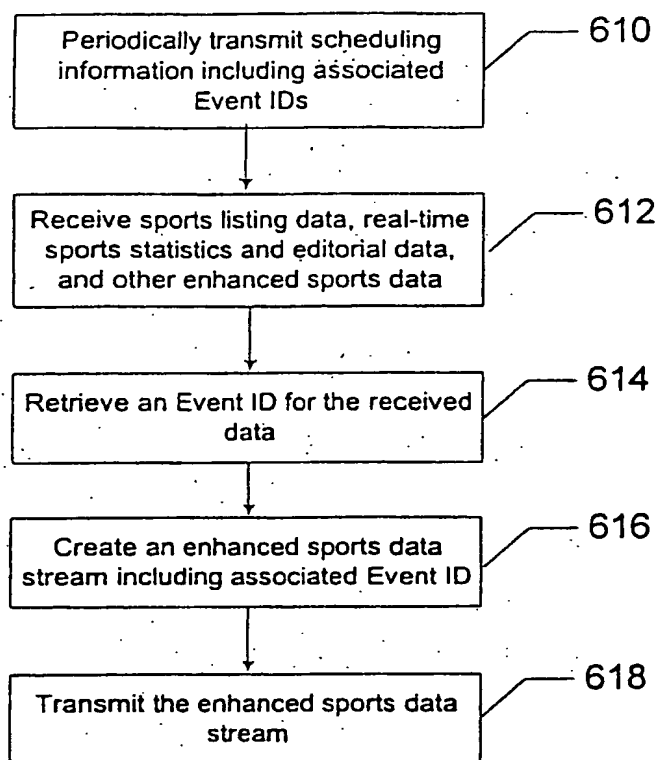 Periodically transmit scheduling
information including associated
Event IDs
610
Receive sports listing data, real-time
sports statistics and editorial data,
and other enhanced sports data
612
Retrieve an Event ID for the received
data
614
Create an enhanced sports data
stream including associated Event ID
616
Transmit the enhanced sports data
stream
618